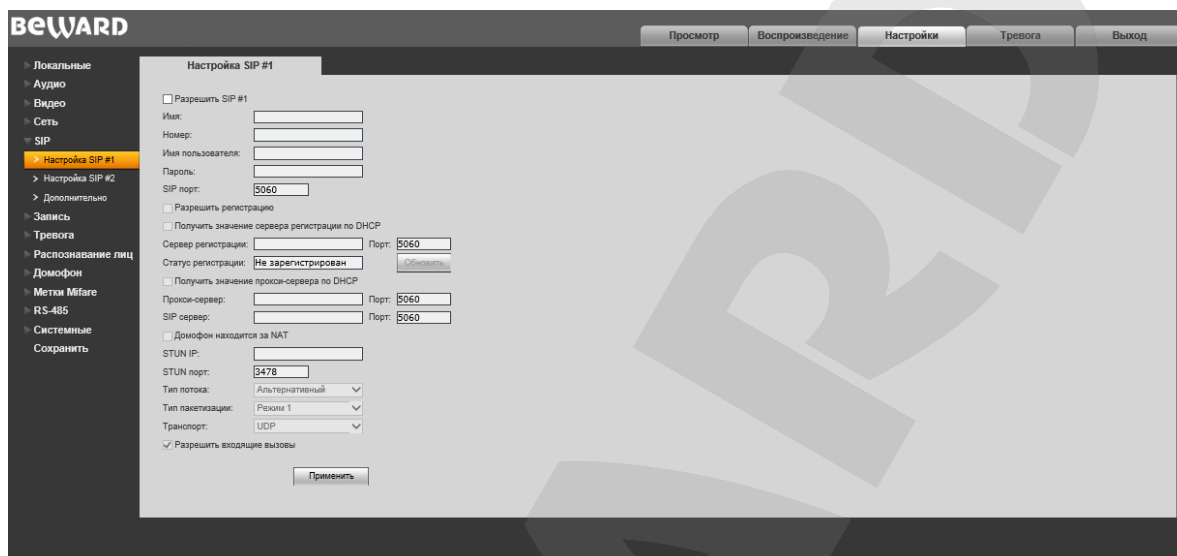 BEWARD
Просмотр Воспроизведение Настройки Тревога Выход
Локальные
Аудио
Видео
Сеть
SIP
Настройка SIP #1
Настройка SIP #2
Дополнительно
Запись
Тревога
Распознавание лиц
Домофон
Метки Mifare
RS-485
Системные
Сохранить
Настройка SIP #1
Разрешить SIP #1
Имя:
Номер:
Имя пользователя:
Пароль:
SIP порт: 5060
Разрешить регистрацию
Получить значение сервера регистрации по DHCP
Сервер регистрации: Порт: 5060
Статус регистрации: Не зарегистрирован Обновить
Получить значение прокси-сервера по DHCP
Прокси-сервер: Порт: 5060
SIP сервер: Порт: 5060
Домофон находится за NAT
STUN IP:
STUN порт: 3478
Тип потока: Альтернативный
Тип пакетизации: Режим 1
Транспорт: UDP
Разрешить входящие вызовы
Применить